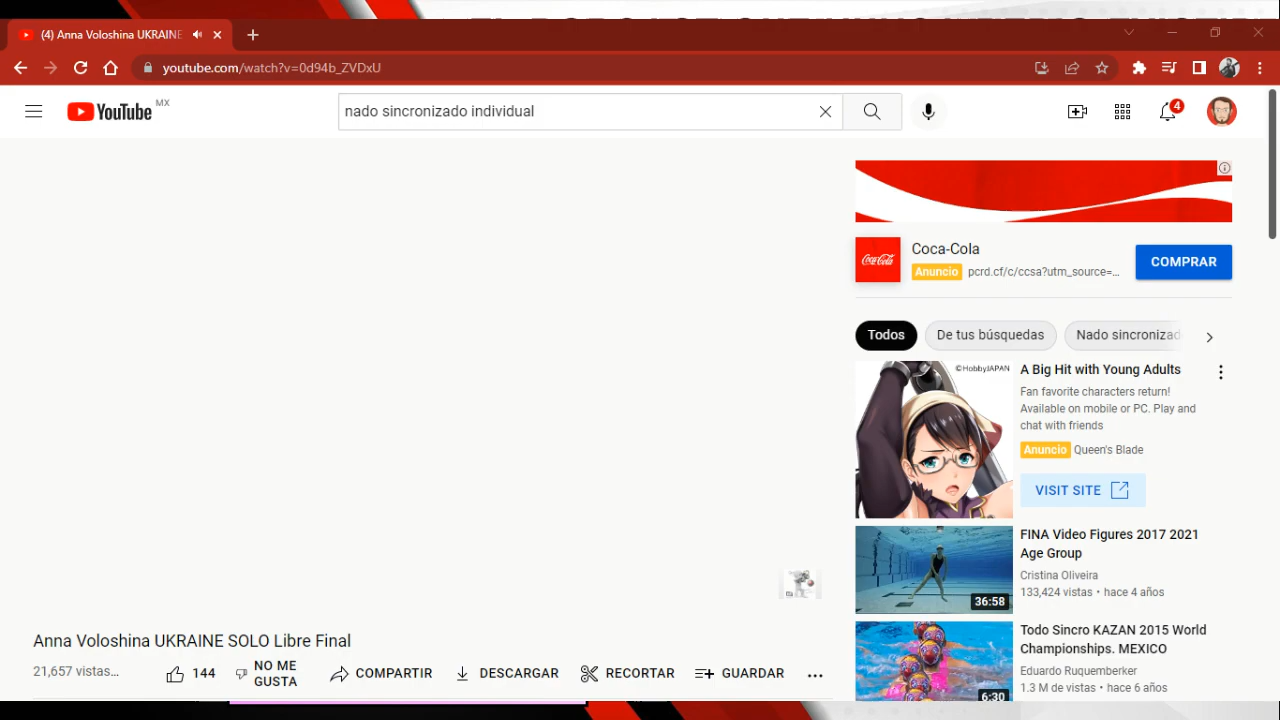 (4) Anna Voloshina UKRAINE
youtube.com/watch?v=0d94b_ZVDxU
YouTube MX
nado sincronizado individual
4
Coca-Cola
Coca-Cola
Anuncio pcrd.cf/c/ccsa?utm_source=...
COMPRAR
Todos
De tus búsquedas
Nado sincronizad
©HobbyJAPAN
A Big Hit with Young Adults
Fan favorite characters return!
Available on mobile or PC. Play and
chat with friends
Anuncio Queen's Blade
VISIT SITE
FINA Video Figures 2017 2021
Age Group
Cristina Oliveira
133,424 vistas • hace 4 años
36:58
Todo Sincro KAZAN 2015 World
Championships. MEXICO
Eduardo Ruquemberker
1.3 M de vistas • hace 6 años
6:30
Anna Voloshina UKRAINE SOLO Libre Final
21,657 vistas...
144
NO ME
GUSTA
COMPARTIR
DESCARGAR
RECORTAR
GUARDAR